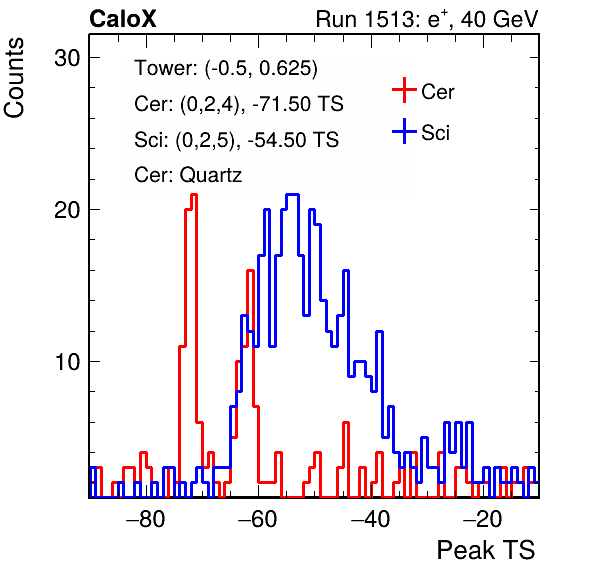 CaloX Run 1513: e⁺, 40 GeV
Counts
30
20
10
Tower: (-0.5, 0.625)
Cer: (0,2,4), -71.50 TS
Sci: (0,2,5), -54.50 TS
Cer: Quartz
Cer
Sci
−80 −60 −40 −20
Peak TS